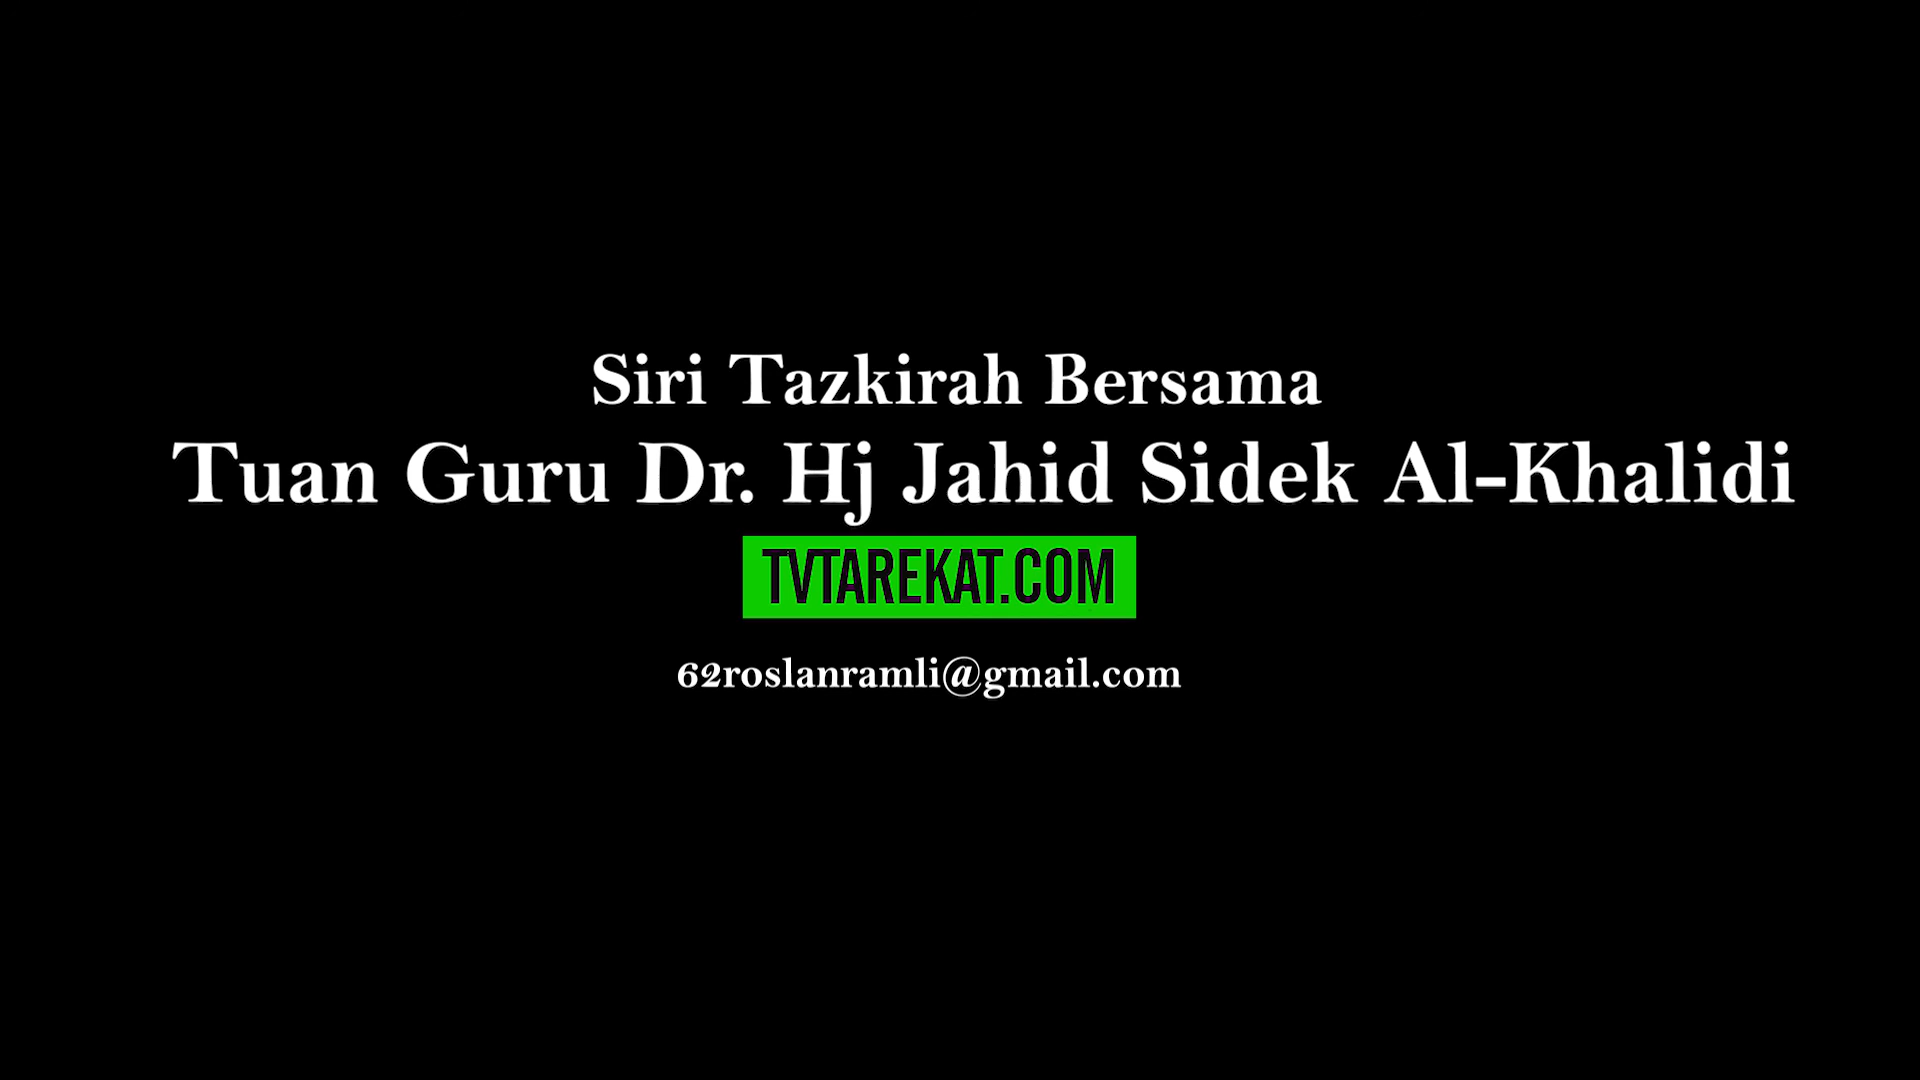 Siri Tazkirah Bersama
Tuan Guru Dr. Hj Jahid Sidek Al-Khalidi
TVTAREKAT.COM
62roslanramli@gmail.com